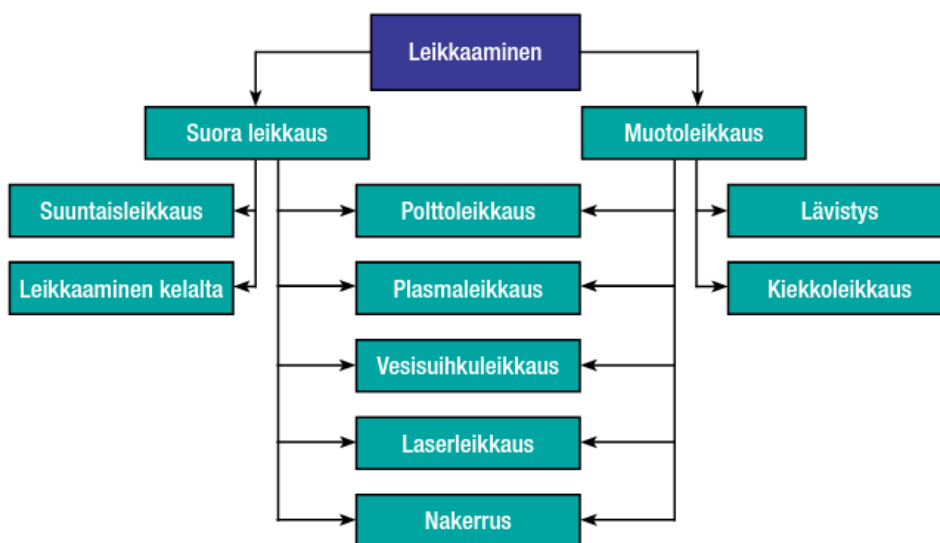 Leikkaaminen
Suora leikkaus
Muotoleikkaus
Suuntaisleikkaus
Polttoleikkaus
Lävistys
Leikkaaminen kelalta
Plasmaleikkaus
Kiekkoleikkaus
Vesisuihkuleikkaus
Laserleikkaus
Nakerrus